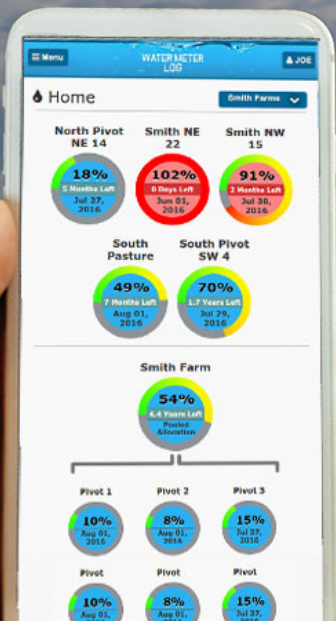 Menu
WATER METER
LOG
JOE
Home
Smith Farms
North Pivot
NE 14
Smith NE
22
Smith NW
15
18%
5 Months Left
Jul 27,
2016
102%
0 Days Left
Jun 01,
2016
91%
2 Months Left
Jul 30,
2016
South
Pasture
South Pivot
SW 4
49%
7 Months Left
Aug 01,
2016
70%
1.7 Years Left
Jul 29,
2016
Smith Farm
54%
4.4 Years Left
Pooled
Allocation
Pivot 1
Pivot 2
Pivot 3
10%
Aug 01,
2016
8%
Aug 01,
2016
15%
Jul 27,
2016
Pivot
Pivot
Pivot
10%
Aug 01,
8%
Aug 01,
15%
Jul 27,